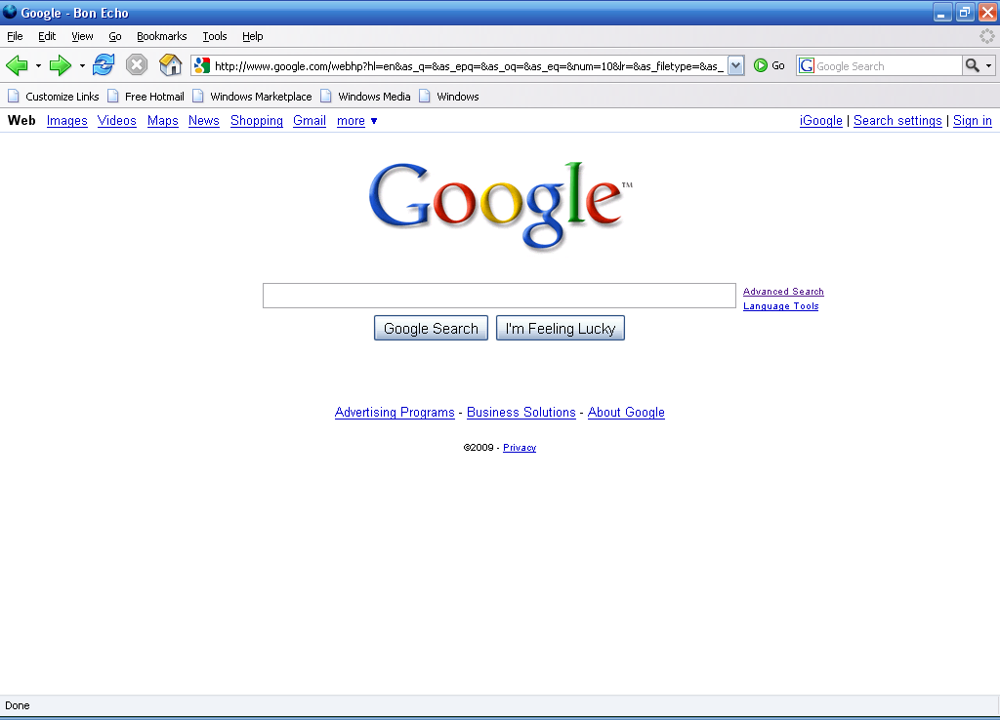 Google - Bon Echo
File Edit View Go Bookmarks Tools Help
http://www.google.com/webhp?hl=en&as_q=&as_epq=&as_oq=&as_eq=&num=10&lr=&as_filetype=&as_ Go G Google Search
Customize Links Free Hotmail Windows Marketplace Windows Media Windows
Web Images Videos Maps News Shopping Gmail more ▼ iGoogle | Search settings | Sign in
Google™
Advanced Search
Language Tools
Google Search I'm Feeling Lucky
Advertising Programs - Business Solutions - About Google
©2009 - Privacy
Done